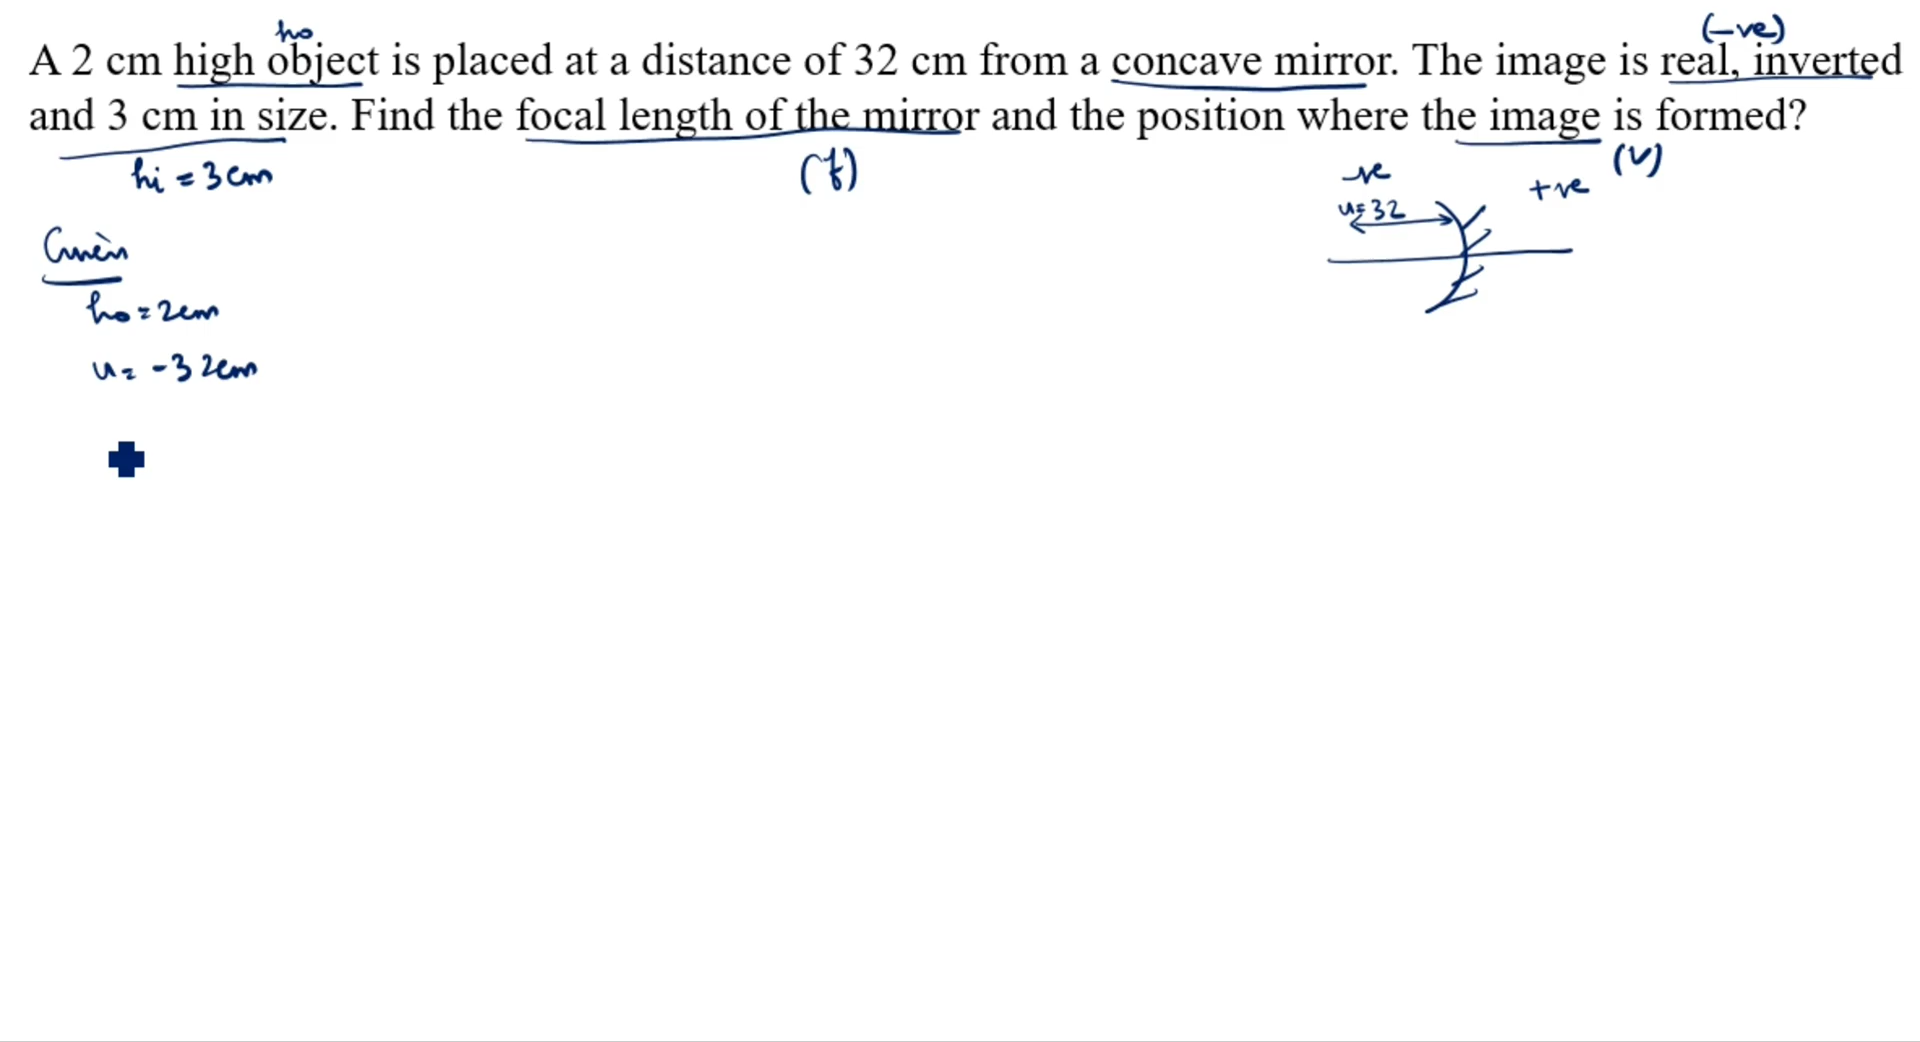 ho
(-ve)
A 2 cm high object is placed at a distance of 32 cm from a concave mirror. The image is real, inverted
and 3 cm in size. Find the focal length of the mirror and the position where the image is formed?
hi = 3cm
(f)
(v)
-ve
+ve
u=32
Given
ho = 2cm
u = -32cm